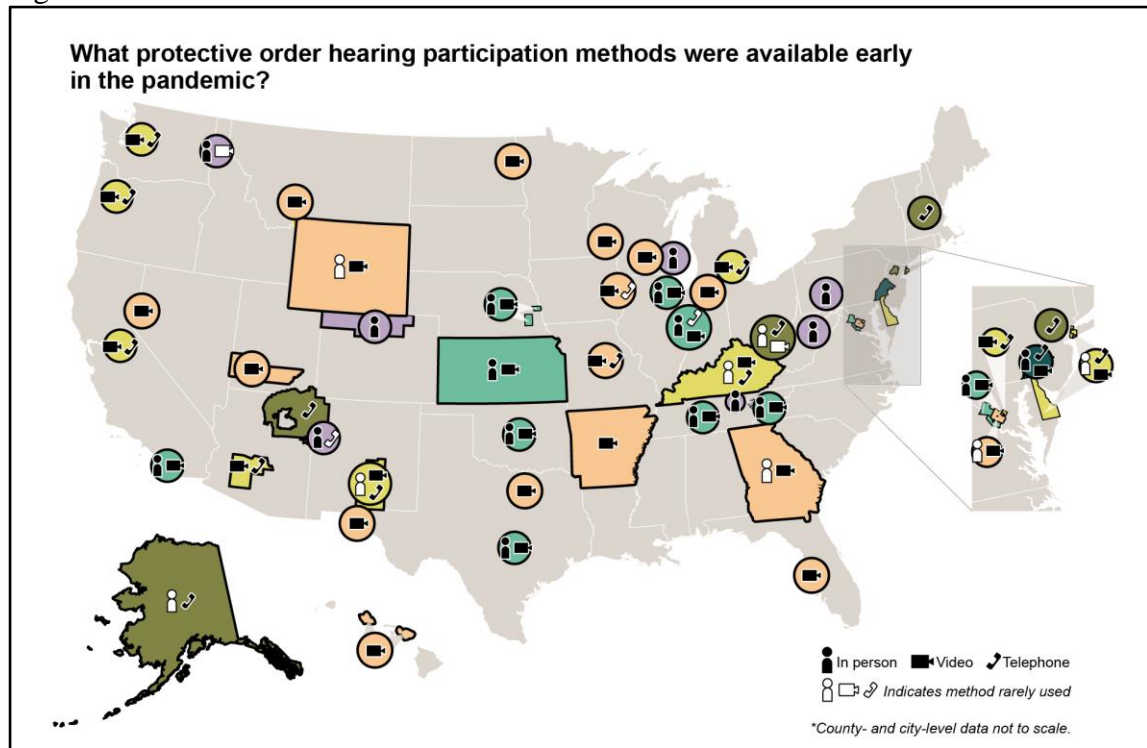 What protective order hearing participation methods were available early
in the pandemic?
In person Video Telephone
Indicates method rarely used
*County- and city-level data not to scale.